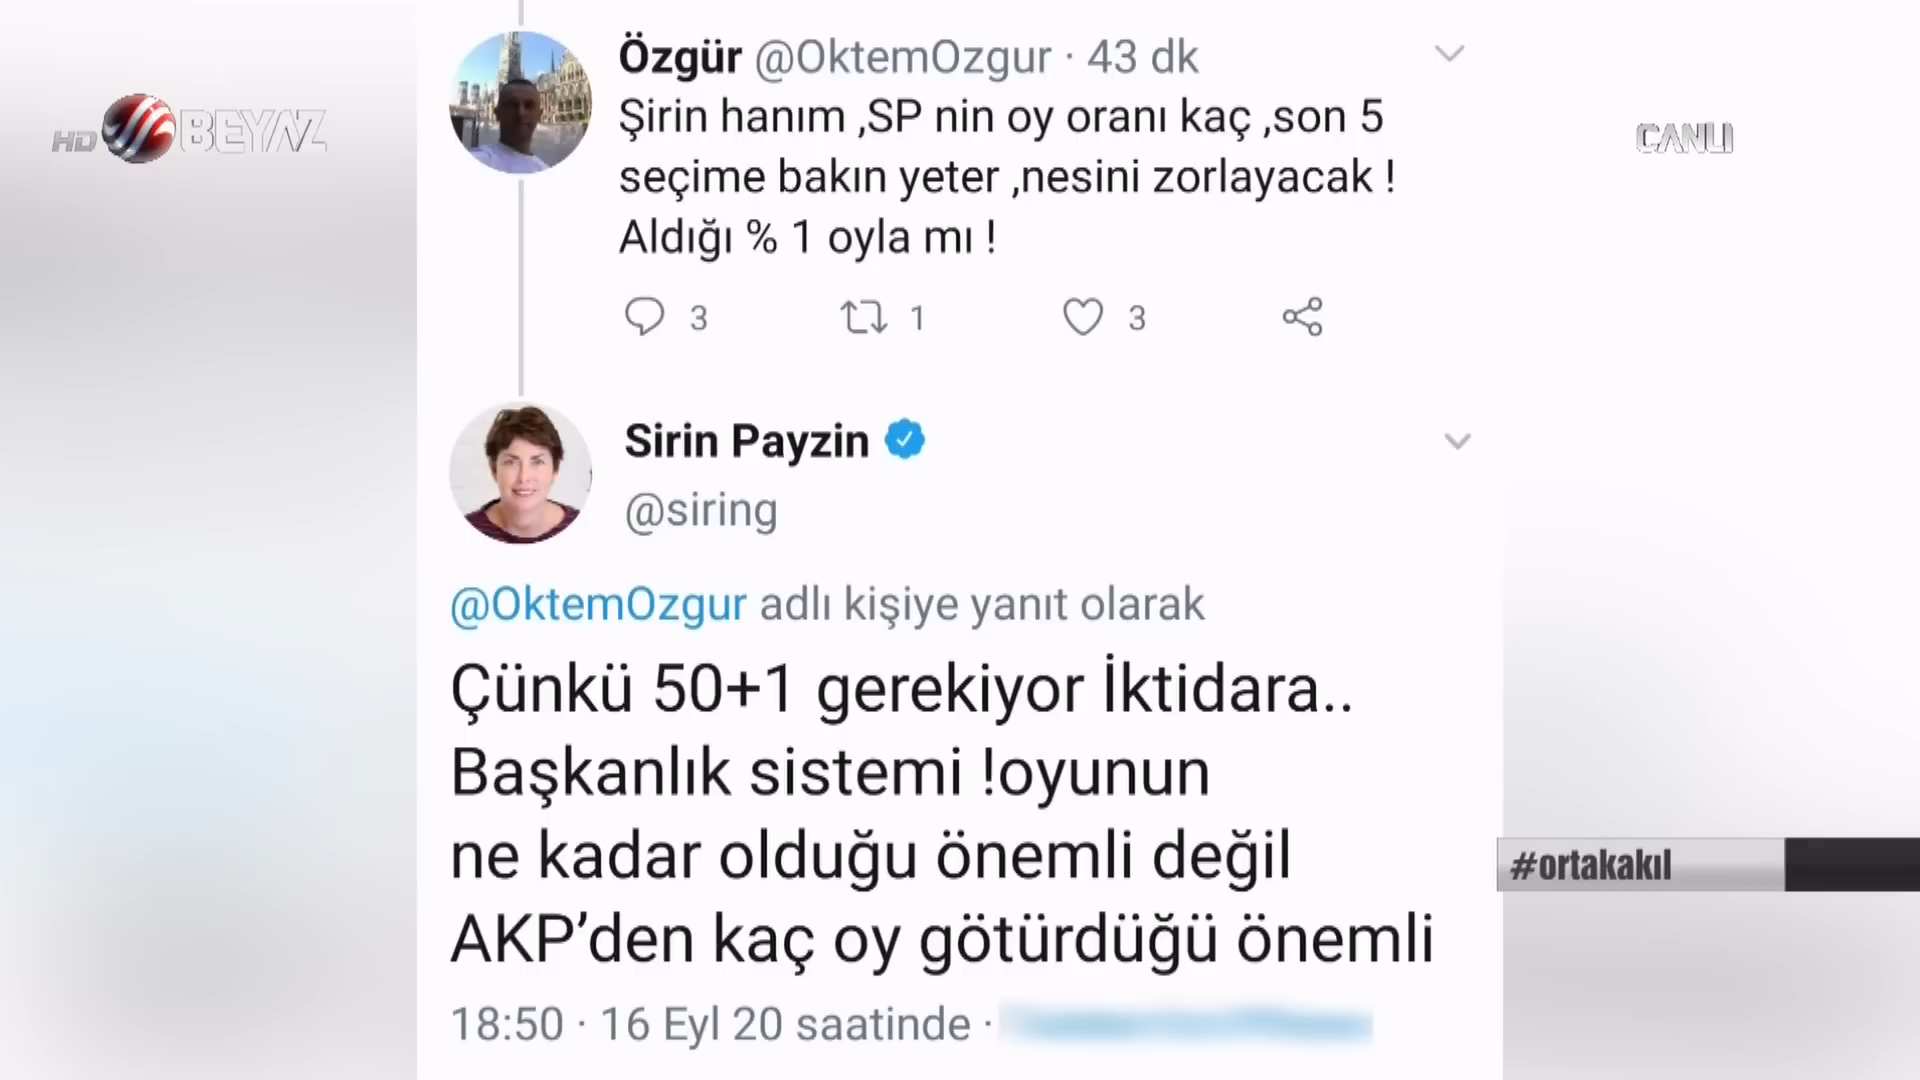 Özgür @OktemOzgur · 43 dk
Şirin hanım ,SP nin oy oranı kaç ,son 5
seçime bakın yeter ,nesini zorlayacak !
Aldığı % 1 oyla mı !
3 1 3
HD BEYAZ
CANLI
Sirin Payzin
@siring
@OktemOzgur adlı kişiye yanıt olarak
Çünkü 50+1 gerekiyor İktidara..
Başkanlık sistemi !oyunun
ne kadar olduğu önemli değil
AKP’den kaç oy götürdüğü önemli
18:50 · 16 Eyl 20 saatinde ·
#ortakakıl